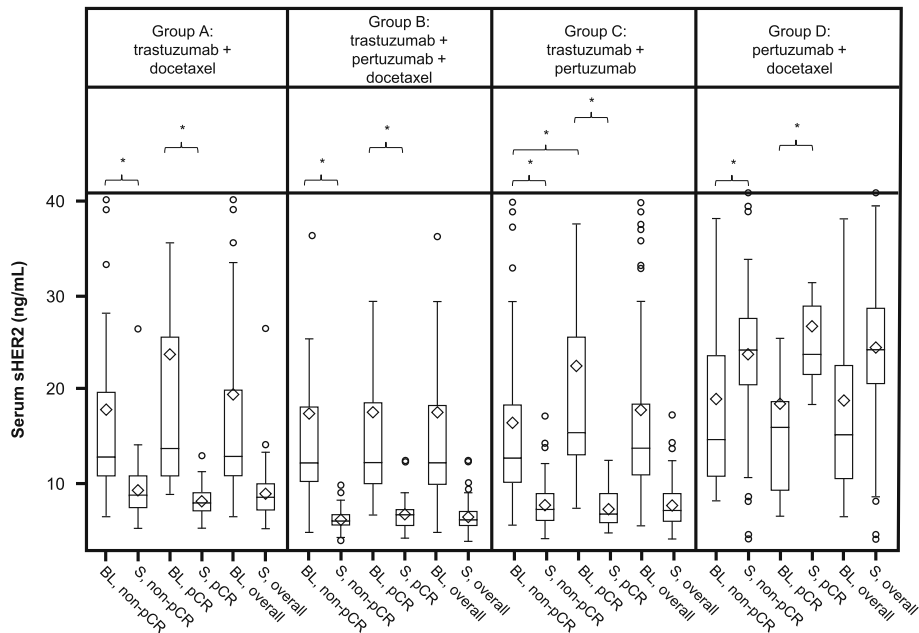 Group A:
trastuzumab +
docetaxel
Group B:
trastuzumab +
pertuzumab +
docetaxel
Group C:
trastuzumab +
pertuzumab
Group D:
pertuzumab +
docetaxel
*
*
*
*
*
*
*
*
*
Serum sHER2 (ng/mL)
40
30
20
10
BL, non-pCR
S, non-pCR
BL, pCR
S, pCR
BL, overall
S, overall
BL, non-pCR
S, non-pCR
BL, pCR
S, pCR
BL, overall
S, overall
BL, non-pCR
S, non-pCR
BL, pCR
S, pCR
BL, overall
S, overall
BL, non-pCR
S, non-pCR
BL, pCR
S, pCR
BL, overall
S, overall